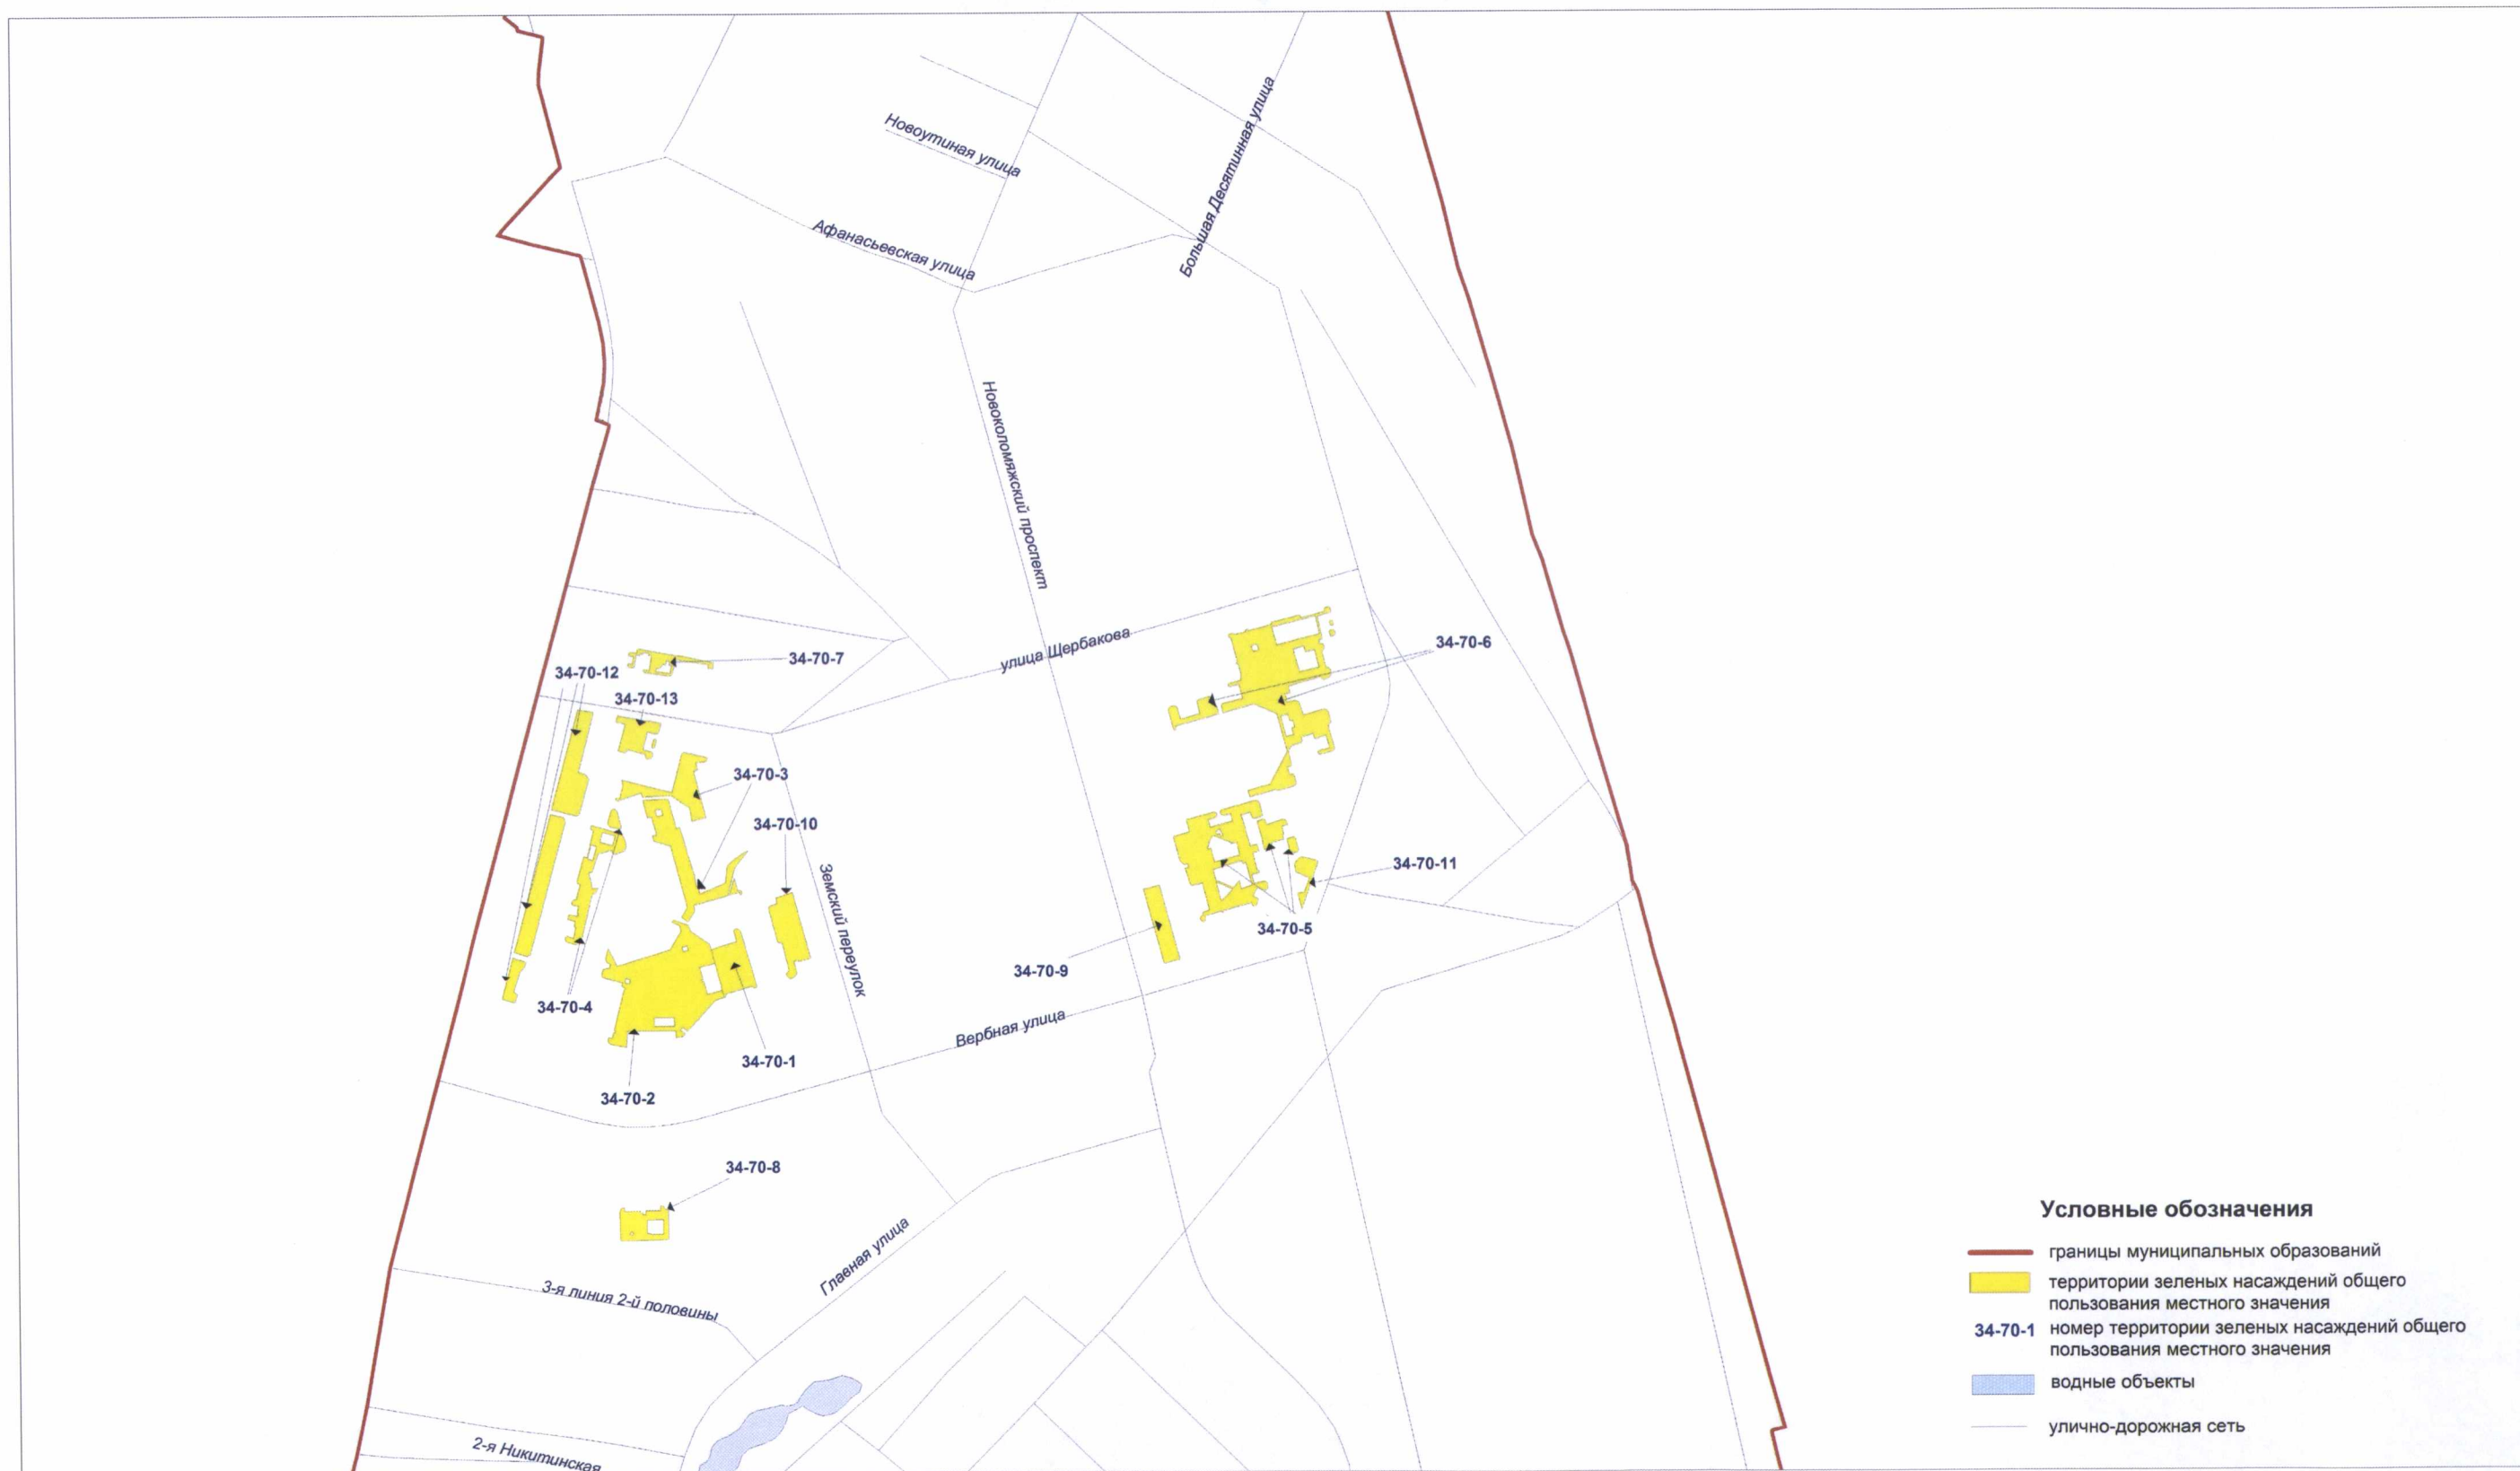 Новоутиная улица
Большая Десятинная улица
Афанасьевская улица
Новоколомяжский проспект
улица Щербакова
34-70-6
34-70-7
34-70-12
34-70-13
34-70-3
34-70-10
Земский переулок
34-70-11
34-70-5
34-70-9
34-70-4
Вербная улица
34-70-1
34-70-2
34-70-8
Главная улица
3-я линия 2-й половины
2-я Никитинская
Условные обозначения
границы муниципальных образований
территории зеленых насаждений общего
пользования местного значения
34-70-1 номер территории зеленых насаждений общего
пользования местного значения
водные объекты
улично-дорожная сеть